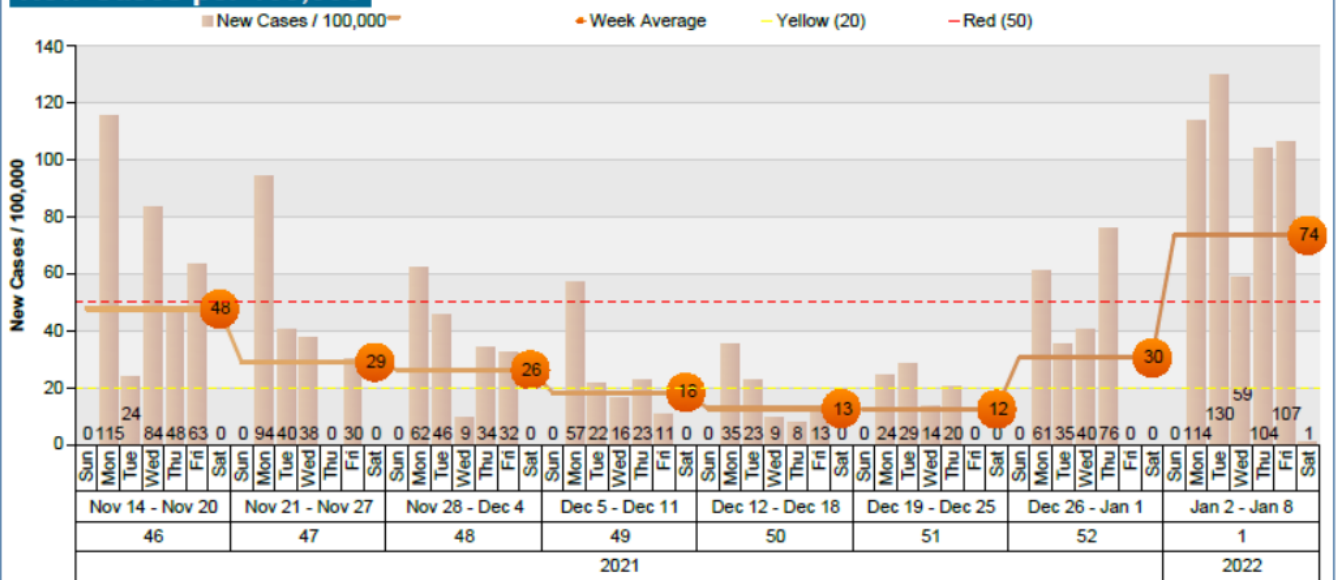 New Cases / 100,000 Week Average Yellow (20) Red (50)
140
120
100
80
60
40
20
0
New Cases / 100,000
0 115 24 84 48 63 0 0 94 40 38 0 30 0 0 62 46 9 34 32 0 0 57 22 16 23 11 0 0 35 23 9 8 13 0 0 24 29 14 20 0 0 0 61 35 40 76 0 0 0 114 130 59 104 107 1
48 29 26 18 13 12 30 74
Sun Mon Tue Wed Thu Fri Sat Sun Mon Tue Wed Thu Fri Sat Sun Mon Tue Wed Thu Fri Sat Sun Mon Tue Wed Thu Fri Sat Sun Mon Tue Wed Thu Fri Sat Sun Mon Tue Wed Thu Fri Sat Sun Mon Tue Wed Thu Fri Sat Sun Mon Tue Wed Thu Fri Sat
Nov 14 - Nov 20 Nov 21 - Nov 27 Nov 28 - Dec 4 Dec 5 - Dec 11 Dec 12 - Dec 18 Dec 19 - Dec 25 Dec 26 - Jan 1 Jan 2 - Jan 8
46 47 48 49 50 51 52 1
2021 2022